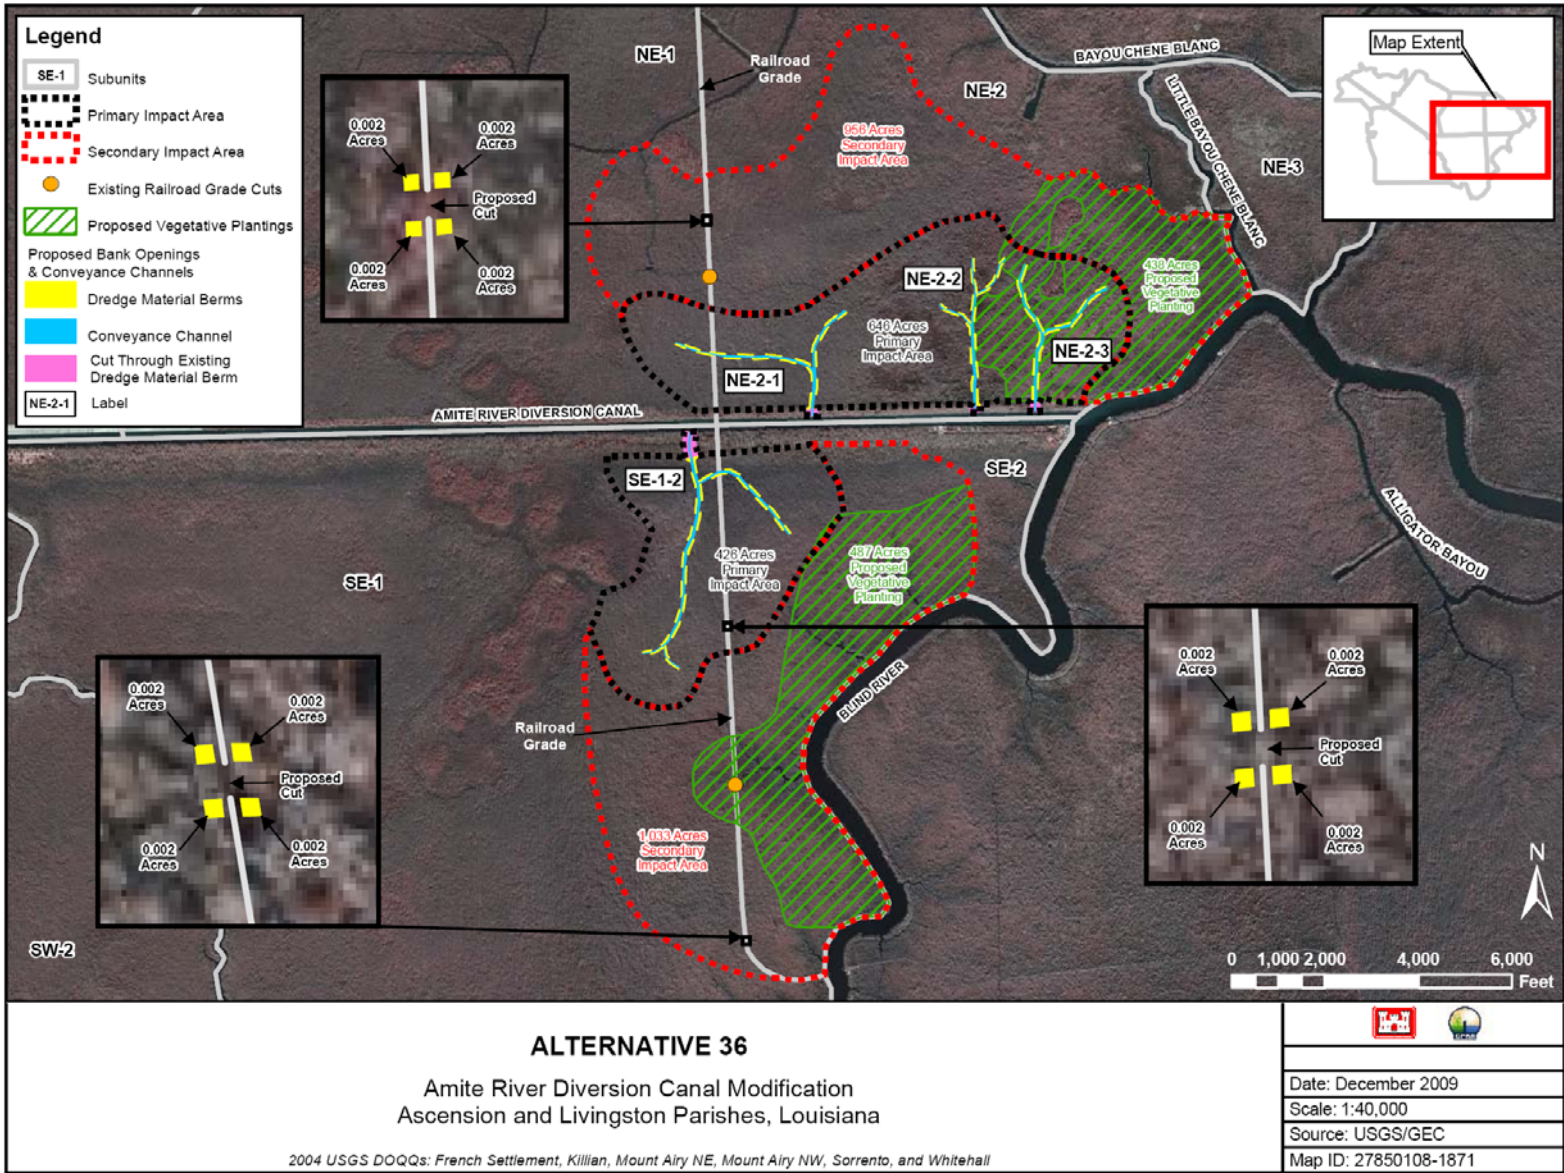 Legend
SE-1 Subunits
Primary Impact Area
Secondary Impact Area
Existing Railroad Grade Cuts
Proposed Vegetative Plantings
Proposed Bank Openings
& Conveyance Channels
Dredge Material Berms
Conveyance Channel
Cut Through Existing
Dredge Material Berm
NE-2-1 Label
0.002
Acres
0.002
Acres
Proposed
Cut
0.002
Acres
0.002
Acres
NE-1
Railroad
Grade
NE-2
BAYOU CHENE BLANC
LITTLE BAYOU CHENE BLANC
NE-3
Map Extent
956 Acres
Secondary
Impact Area
438 Acres
Proposed
Vegetative
Planting
NE-2-2
646 Acres
Primary
Impact Area
NE-2-3
NE-2-1
AMITE RIVER DIVERSION CANAL
SE-1-2
SE-2
ALLIGATOR BAYOU
SE-1
426 Acres
Primary
Impact Area
487 Acres
Proposed
Vegetative
Planting
BLIND RIVER
Railroad
Grade
1,033 Acres
Secondary
Impact Area
0.002
Acres
0.002
Acres
Proposed
Cut
0.002
Acres
0.002
Acres
0.002
Acres
0.002
Acres
Proposed
Cut
0.002
Acres
0.002
Acres
SW-2
N
0 1,000 2,000 4,000 6,000
Feet
ALTERNATIVE 36
Amite River Diversion Canal Modification
Ascension and Livingston Parishes, Louisiana
2004 USGS DOQQs: French Settlement, Killian, Mount Airy NE, Mount Airy NW, Sorrento, and Whitehall
Date: December 2009
Scale: 1:40,000
Source: USGS/GEC
Map ID: 27850108-1871